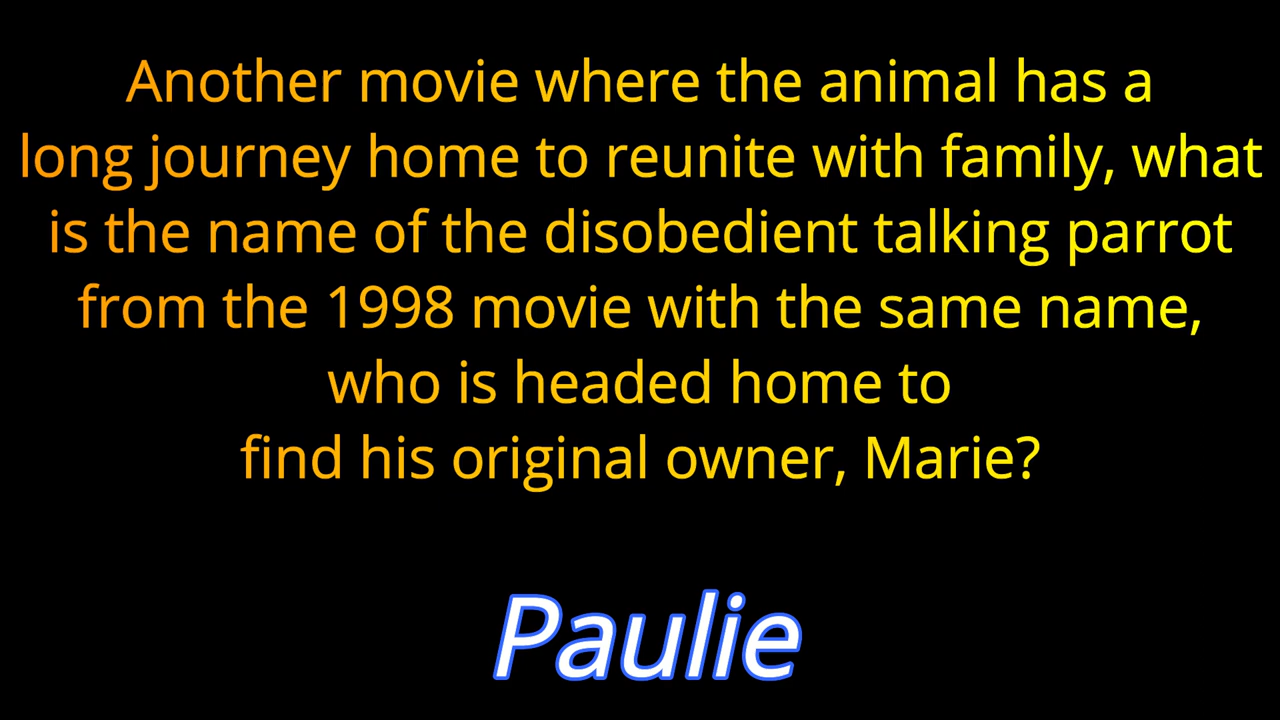 Another movie where the animal has a
long journey home to reunite with family, what
is the name of the disobedient talking parrot
from the 1998 movie with the same name,
who is headed home to
find his original owner, Marie?
Paulie